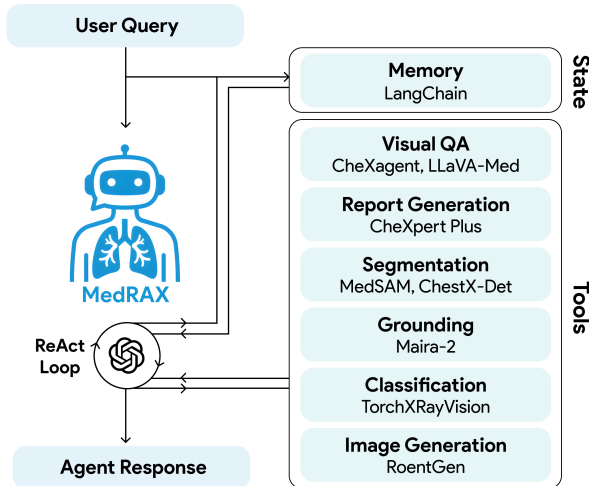 User Query
Memory
LangChain
State
Visual QA
CheXagent, LLaVA-Med
Report Generation
CheXpert Plus
Segmentation
MedSAM, ChestX-Det
Grounding
Maira-2
Classification
TorchXRayVision
Image Generation
RoentGen
Tools
MedRAX
ReAct
Loop
Agent Response